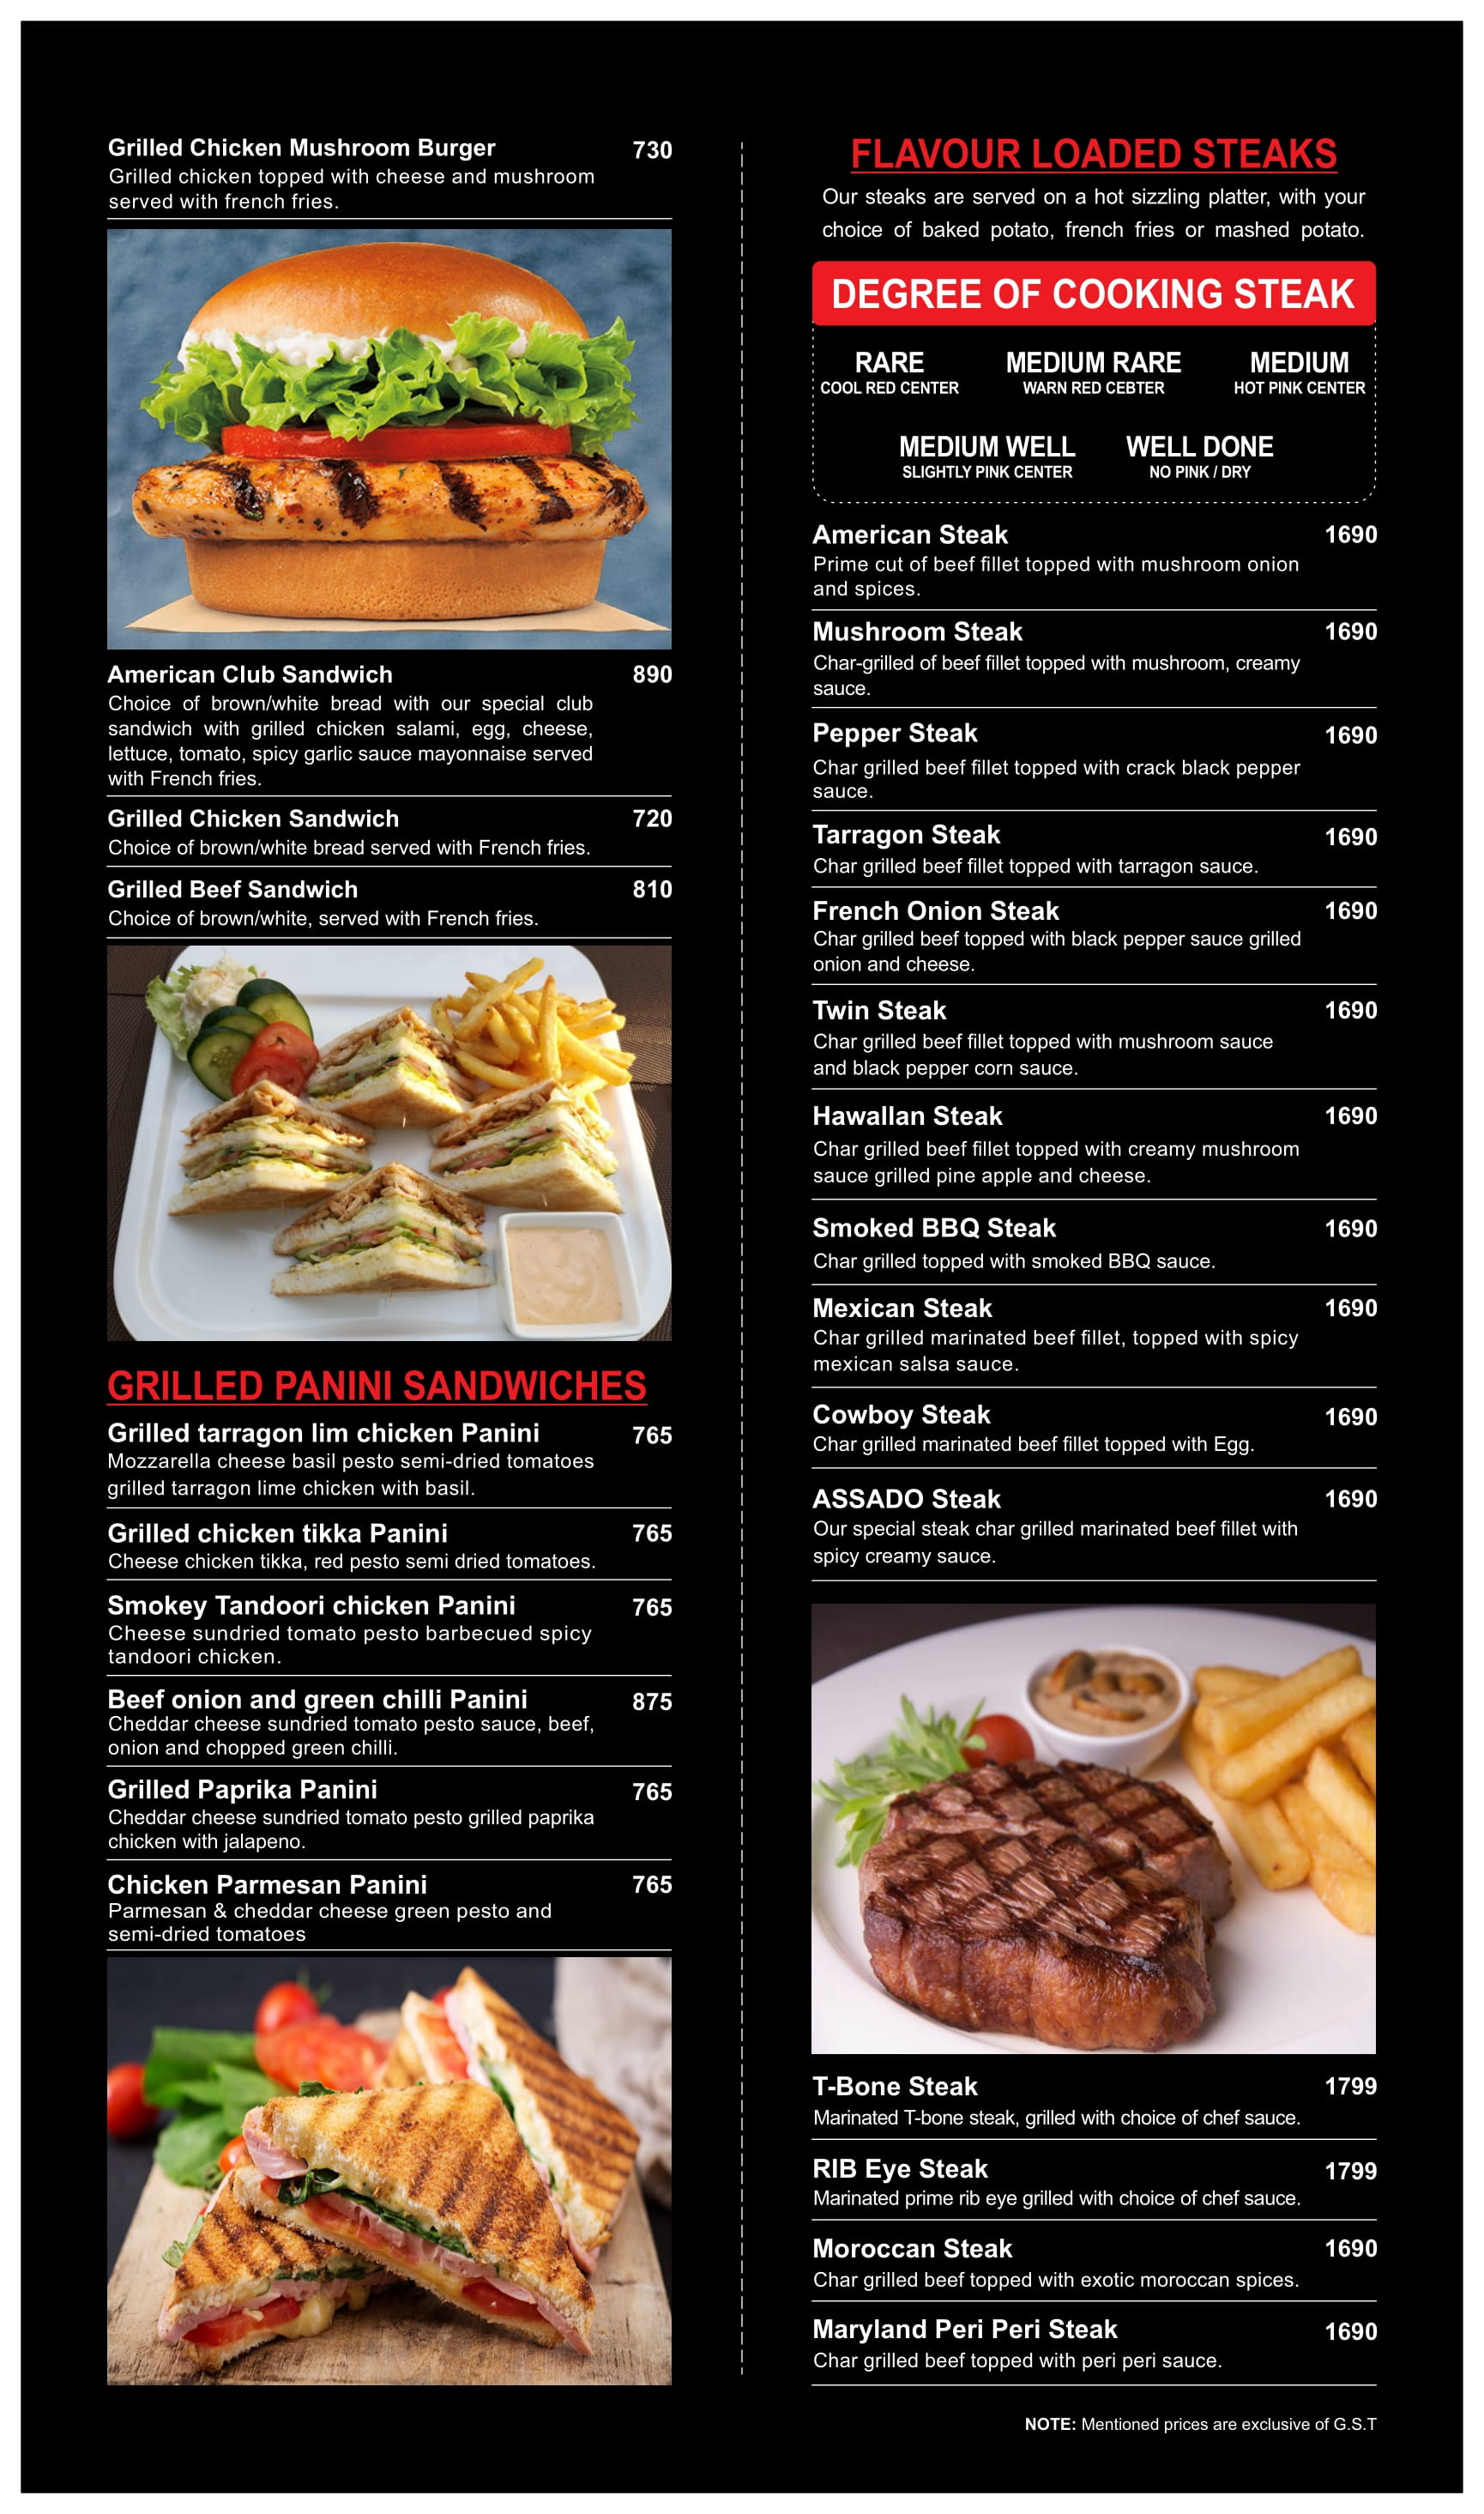 Grilled Chicken Mushroom Burger 730
Grilled chicken topped with cheese and mushroom
served with french fries.
American Club Sandwich 890
Choice of brown/white bread with our special club
sandwich with grilled chicken salami, egg, cheese,
lettuce, tomato, spicy garlic sauce mayonnaise served
with French fries.
Grilled Chicken Sandwich 720
Choice of brown/white bread served with French fries.
Grilled Beef Sandwich 810
Choice of brown/white, served with French fries.
GRILLED PANINI SANDWICHES
Grilled tarragon lim chicken Panini 765
Mozzarella cheese basil pesto semi-dried tomatoes
grilled tarragon lime chicken with basil.
Grilled chicken tikka Panini 765
Cheese chicken tikka, red pesto semi dried tomatoes.
Smokey Tandoori chicken Panini 765
Cheese sundried tomato pesto barbecued spicy
tandoori chicken.
Beef onion and green chilli Panini 875
Cheddar cheese sundried tomato pesto sauce, beef,
onion and chopped green chilli.
Grilled Paprika Panini 765
Cheddar cheese sundried tomato pesto grilled paprika
chicken with jalapeno.
Chicken Parmesan Panini 765
Parmesan & cheddar cheese green pesto and
semi-dried tomatoes
FLAVOUR LOADED STEAKS
Our steaks are served on a hot sizzling platter, with your
choice of baked potato, french fries or mashed potato.
DEGREE OF COOKING STEAK
RARE MEDIUM RARE MEDIUM
COOL RED CENTER WARN RED CEBTER HOT PINK CENTER
MEDIUM WELL WELL DONE
SLIGHTLY PINK CENTER NO PINK / DRY
American Steak 1690
Prime cut of beef fillet topped with mushroom onion
and spices.
Mushroom Steak 1690
Char-grilled of beef fillet topped with mushroom, creamy
sauce.
Pepper Steak 1690
Char grilled beef fillet topped with crack black pepper
sauce.
Tarragon Steak 1690
Char grilled beef fillet topped with tarragon sauce.
French Onion Steak 1690
Char grilled beef topped with black pepper sauce grilled
onion and cheese.
Twin Steak 1690
Char grilled beef fillet topped with mushroom sauce
and black pepper corn sauce.
Hawallan Steak 1690
Char grilled beef fillet topped with creamy mushroom
sauce grilled pine apple and cheese.
Smoked BBQ Steak 1690
Char grilled topped with smoked BBQ sauce.
Mexican Steak 1690
Char grilled marinated beef fillet, topped with spicy
mexican salsa sauce.
Cowboy Steak 1690
Char grilled marinated beef fillet topped with Egg.
ASSADO Steak 1690
Our special steak char grilled marinated beef fillet with
spicy creamy sauce.
T-Bone Steak 1799
Marinated T-bone steak, grilled with choice of chef sauce.
RIB Eye Steak 1799
Marinated prime rib eye grilled with choice of chef sauce.
Moroccan Steak 1690
Char grilled beef topped with exotic moroccan spices.
Maryland Peri Peri Steak 1690
Char grilled beef topped with peri peri sauce.
NOTE: Mentioned prices are exclusive of G.S.T